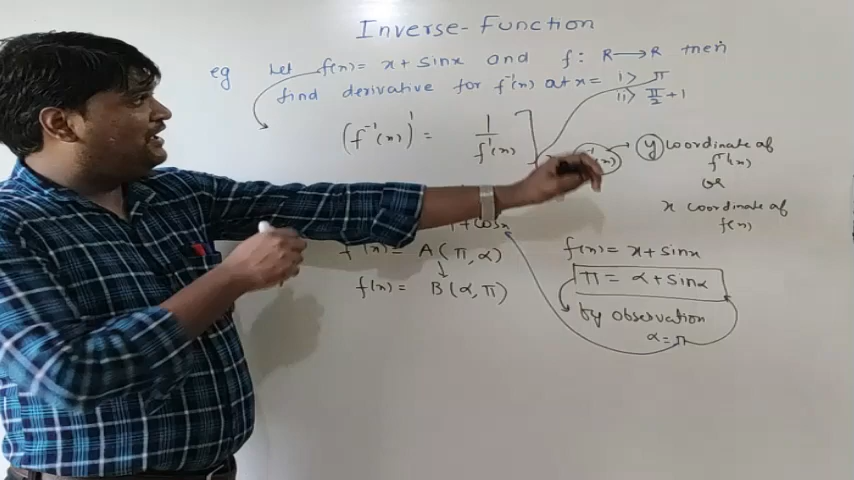 Inverse-Function
eg Let f(x) = x + sinx and f: R→R then
find derivative for f⁻¹(x) at x = i> π
ii> π/2 + 1
(f⁻¹(x))' = 1/f'(x)
y coordinate of
f⁻¹(x)
or
x coordinate of
f(x)
1 + cosx
f⁻¹(x) = A(π, α)
f(x) = B(α, π)
f(x) = x + sinx
π = α + sinα
by observation
α = π